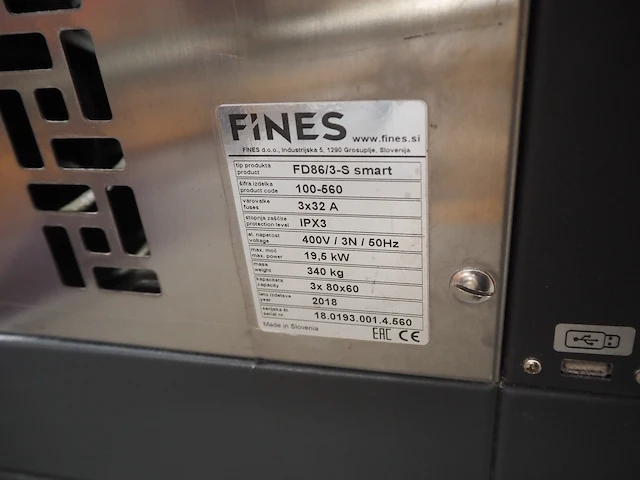 FINES www.fines.si
FINES d.o.o., Industrijska 5, 1290 Grosuplje, Slovenija
tip produkta
product FD86/3-S smart
šifra izdelka
product code 100-560
varovalke
fuses 3x32 A
stopnja zaščite
protection level IPX3
el. napetost
voltage 400V / 3N / 50Hz
max. moč
max. power 19,5 kW
masa
weight 340 kg
kapaciteta
capacity 3x 80x60
leto izdelave
year 2018
serijska št.
serial nr. 18.0193.001.4.560
Made in Slovenia EAC CE